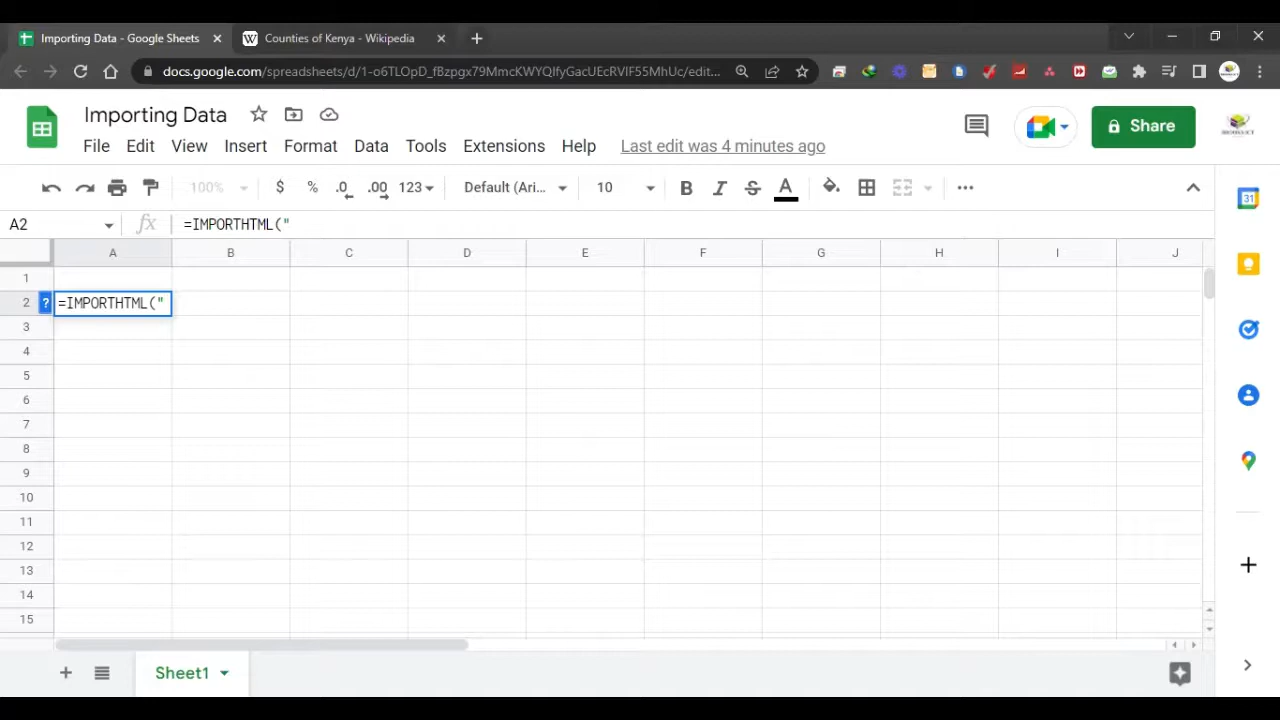 Importing Data - Google Sheets
Counties of Kenya - Wikipedia
docs.google.com/spreadsheets/d/1-o6TLOpD_fBzpgx79MmcKWYQIfyGacUEcRVIF55MhUc/edit...
Importing Data
Share
File Edit View Insert Format Data Tools Extensions Help Last edit was 4 minutes ago
100% $ % .0 .00 123 Default (Ari... 10 B I S A
A2 fx =IMPORTHTML("
A B C D E F G H I J
1
2 ? =IMPORTHTML("
3
4
5
6
7
8
9
10
11
12
13
14
15
31
Sheet1